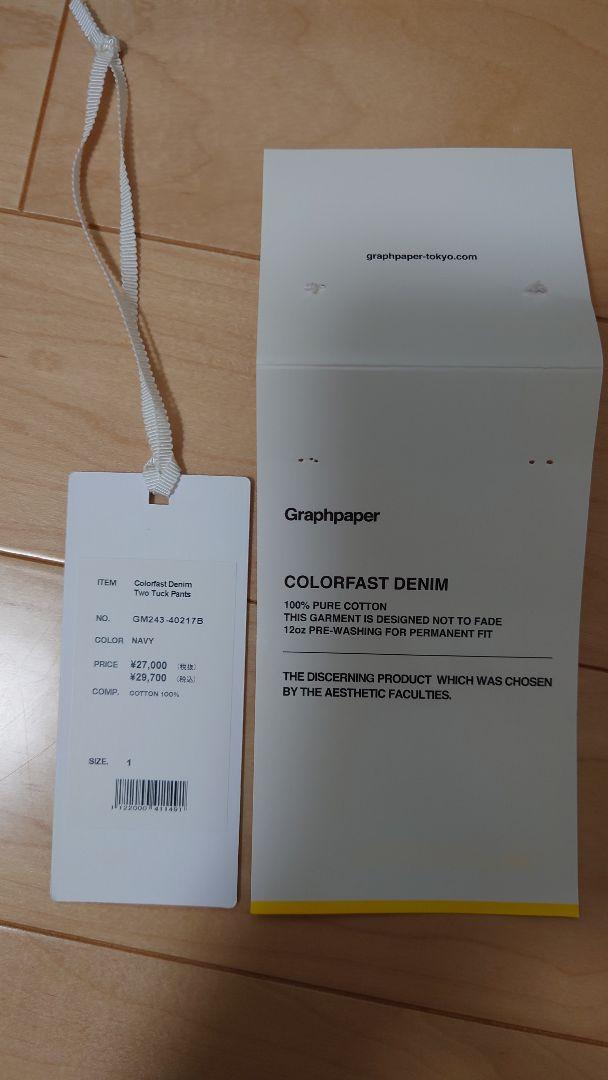 graphpaper-tokyo.com
Graphpaper
COLORFAST DENIM
100% PURE COTTON
THIS GARMENT IS DESIGNED NOT TO FADE
12oz PRE-WASHING FOR PERMANENT FIT
THE DISCERNING PRODUCT WHICH WAS CHOSEN
BY THE AESTHETIC FACULTIES.
ITEM Colorfast Denim
Two Tuck Pants
NO. GM243-40217B
COLOR NAVY
PRICE ¥27,000 (税抜)
¥29,700 (税込)
COMP. COTTON 100%
SIZE. 1
1 122000 411491